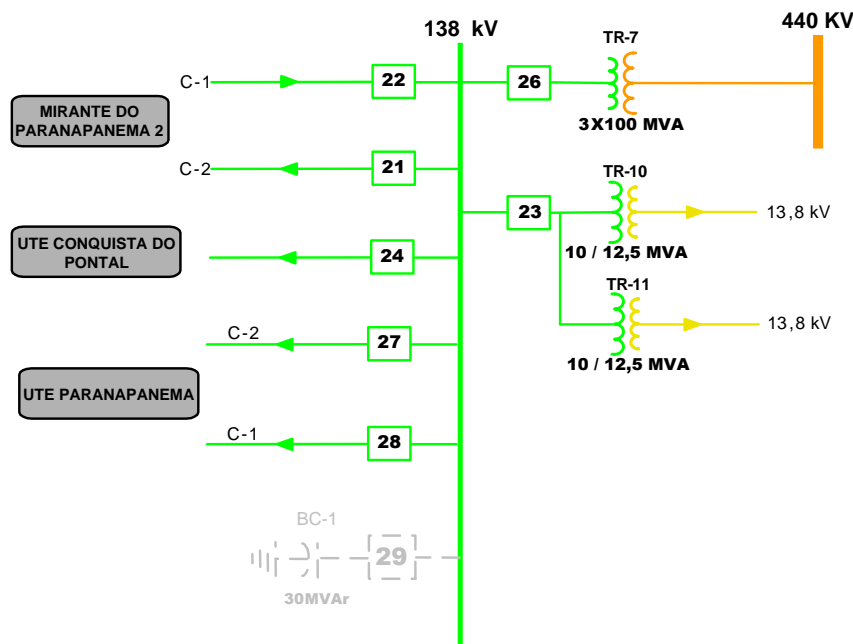 138 kV
440 KV
TR-7
C-1
22
26
3X100 MVA
MIRANTE DO
PARANAPANEMA 2
C-2
21
TR-10
23
13,8 kV
10 / 12,5 MVA
UTE CONQUISTA DO
PONTAL
24
TR-11
13,8 kV
10 / 12,5 MVA
C-2
27
UTE PARANAPANEMA
C-1
28
BC-1
29
30MVAr